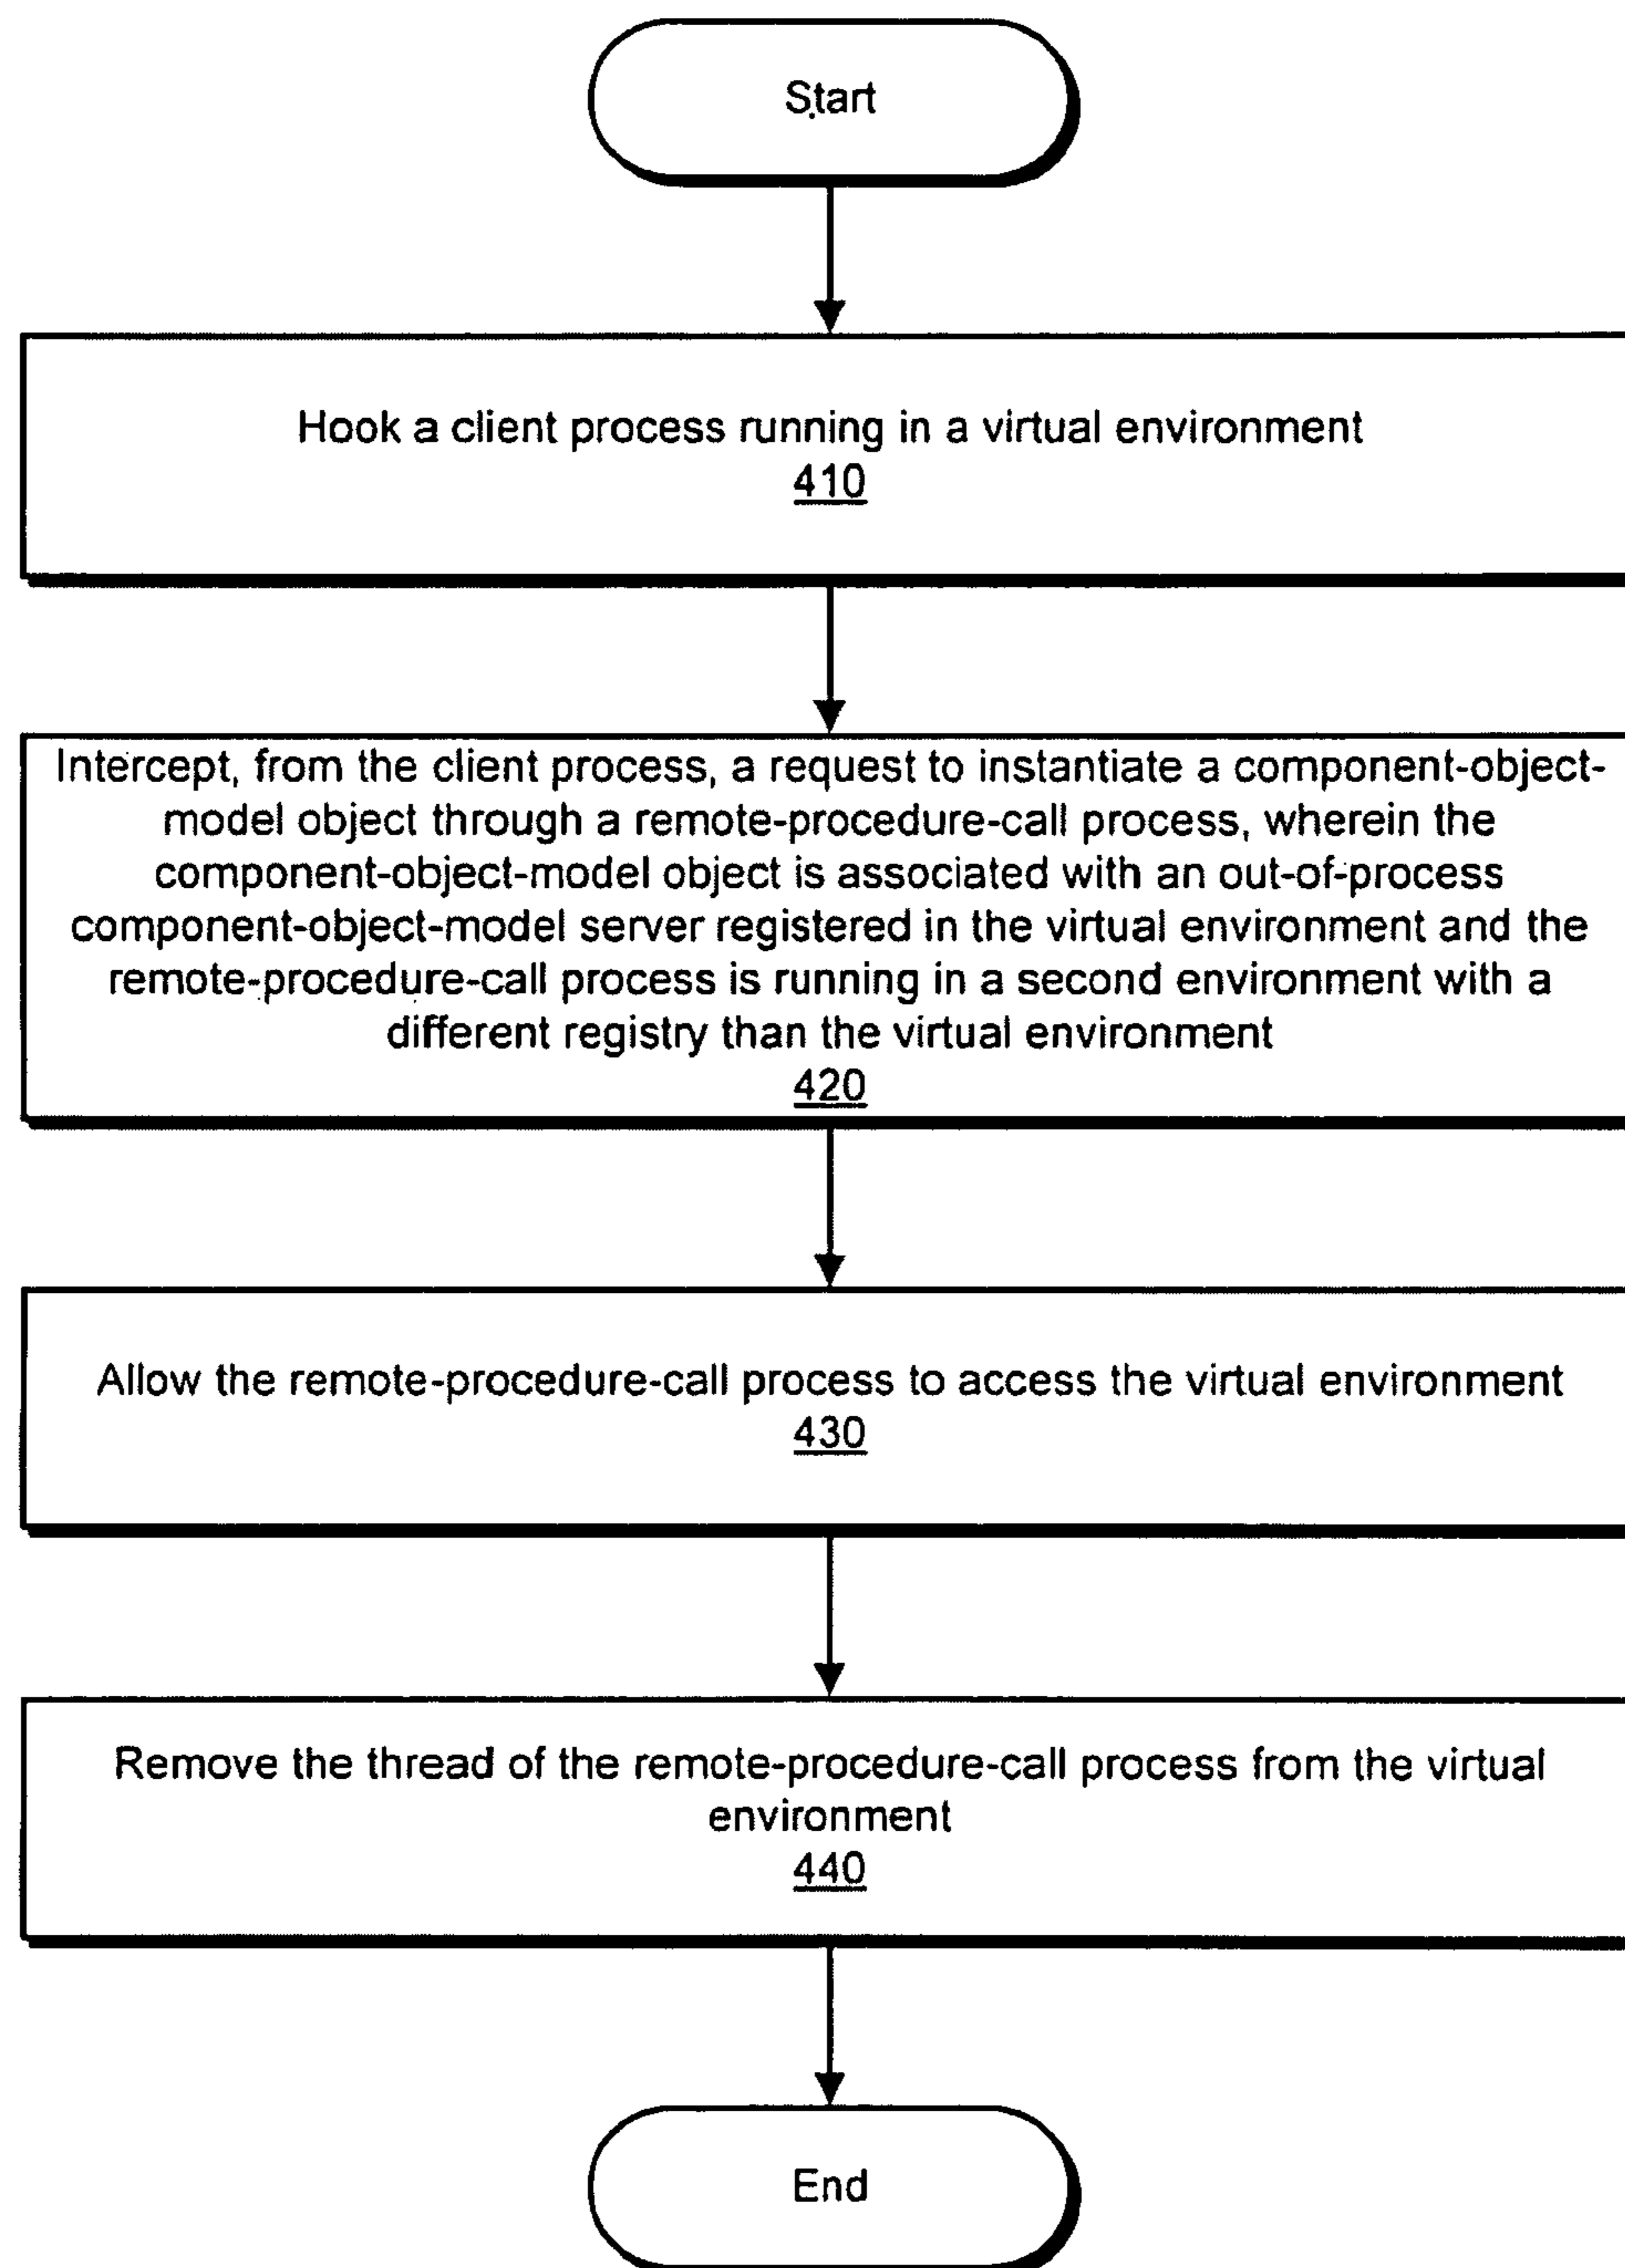 Start
Hook a client process running in a virtual environment
410
Intercept, from the client process, a request to instantiate a component-object-
model object through a remote-procedure-call process, wherein the
component-object-model object is associated with an out-of-process
component-object-model server registered in the virtual environment and the
remote-procedure-call process is running in a second environment with a
different registry than the virtual environment
420
Allow the remote-procedure-call process to access the virtual environment
430
Remove the thread of the remote-procedure-call process from the virtual
environment
440
End